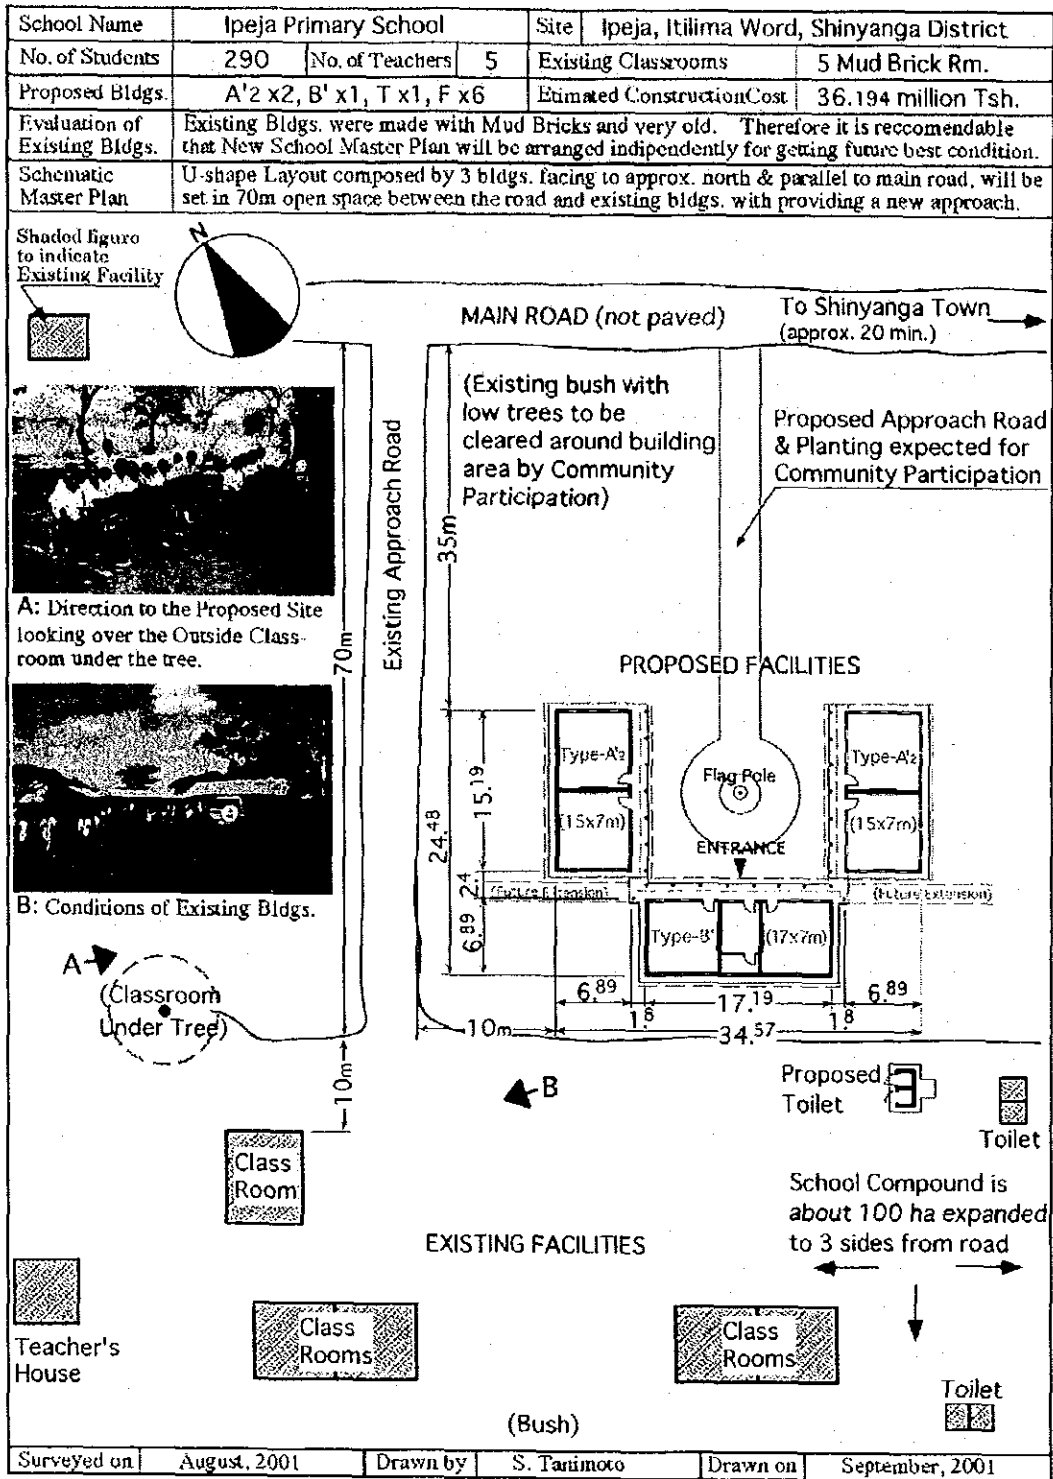 School Name Ipeja Primary School Site Ipeja, Itilima Word, Shinyanga District
No. of Students 290 No. of Teachers 5 Existing Classrooms 5 Mud Brick Rm.
Proposed Bldgs. A'2 x2, B' x1, T x1, F x6 Etimated ConstructionCost 36.194 million Tsh.
Evaluation of Existing Bldgs. were made with Mud Bricks and very old. Therefore it is reccomendable
Existing Bldgs. that New School Master Plan will be arranged indipendently for getting future best condition.
Schematic U-shape Layout composed by 3 bldgs. facing to approx. north & parallel to main road, will be
Master Plan set in 70m open space between the road and existing bldgs. with providing a new approach.
Shaded figure
to indicate
Existing Facility
N
MAIN ROAD (not paved)
To Shinyanga Town
(approx. 20 min.)
(Existing bush with
low trees to be
cleared around building
area by Community
Participation)
Proposed Approach Road
& Planting expected for
Community Participation
Existing Approach Road
35m
70m
A: Direction to the Proposed Site
looking over the Outside Class-
room under the tree.
PROPOSED FACILITIES
Type-A'2
(15x7m)
Flag Pole
ENTRANCE
Type-A'2
(15x7m)
15.19
24.48
2.4
6.89
(Future Extension)
(Future Extension)
Type-B'
(17x7m)
B: Conditions of Existing Bldgs.
A
(Classroom
Under Tree)
6.89
17.19
6.89
1.8
1.8
10m
34.57
10m
B
Proposed
Toilet
Toilet
Class
Room
School Compound is
about 100 ha expanded
to 3 sides from road
EXISTING FACILITIES
Teacher's
House
Class
Rooms
Class
Rooms
Toilet
(Bush)
Surveyed on August, 2001 Drawn by S. Tanimoto Drawn on September, 2001